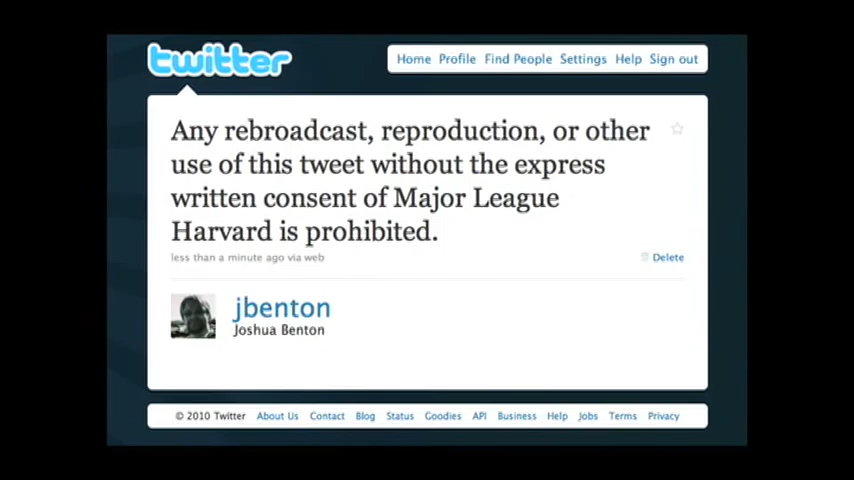 twitter
Home Profile Find People Settings Help Sign out
Any rebroadcast, reproduction, or other
use of this tweet without the express
written consent of Major League
Harvard is prohibited.
less than a minute ago via web
Delete
jbenton
Joshua Benton
© 2010 Twitter About Us Contact Blog Status Goodies API Business Help Jobs Terms Privacy